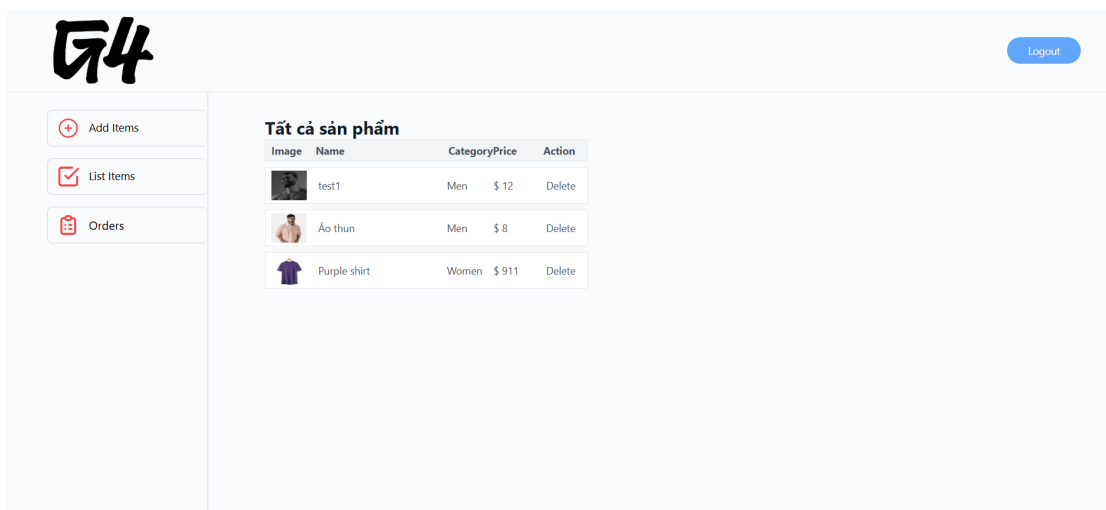 G4
Logout
Add Items
List Items
Orders
Tất cả sản phẩm
Image Name Category Price Action
test1 Men $ 12 Delete
Áo thun Men $ 8 Delete
Purple shirt Women $ 911 Delete